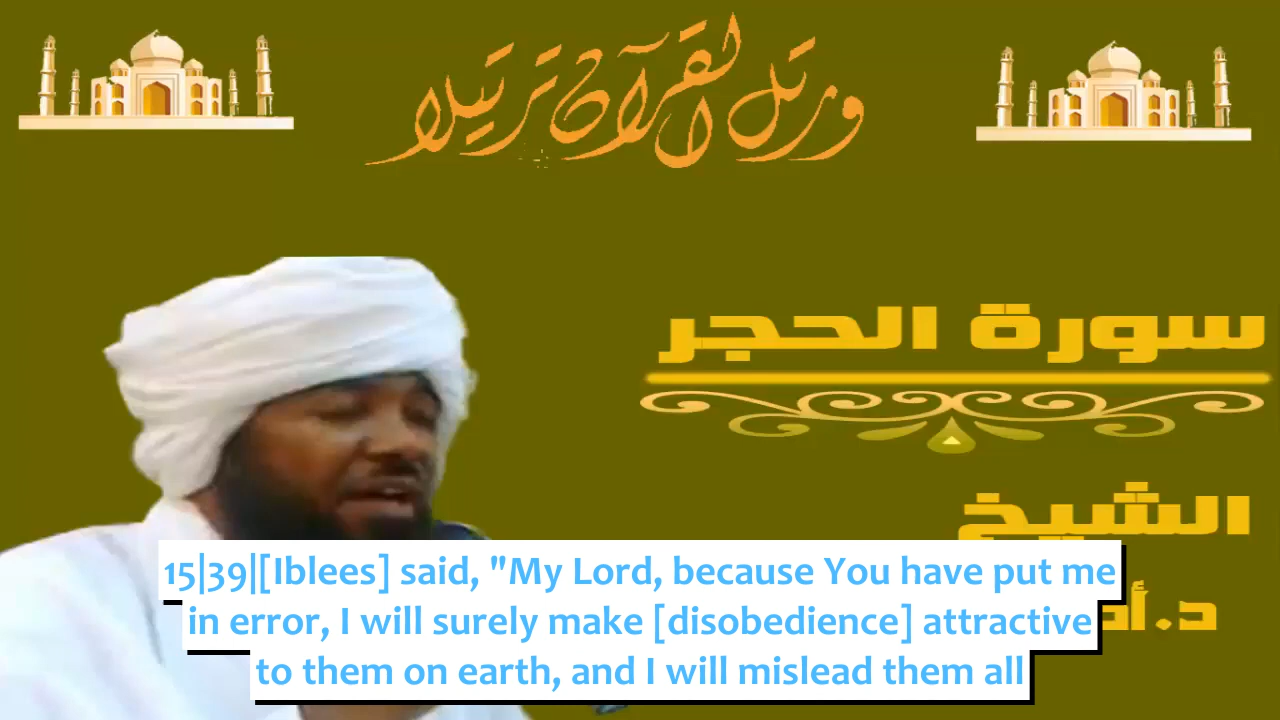 ورتل القرآن ترتيلا
سورة الحجر
الشيخ
15|39|[Iblees] said, "My Lord, because You have put me
in error, I will surely make [disobedience] attractive
to them on earth, and I will mislead them all